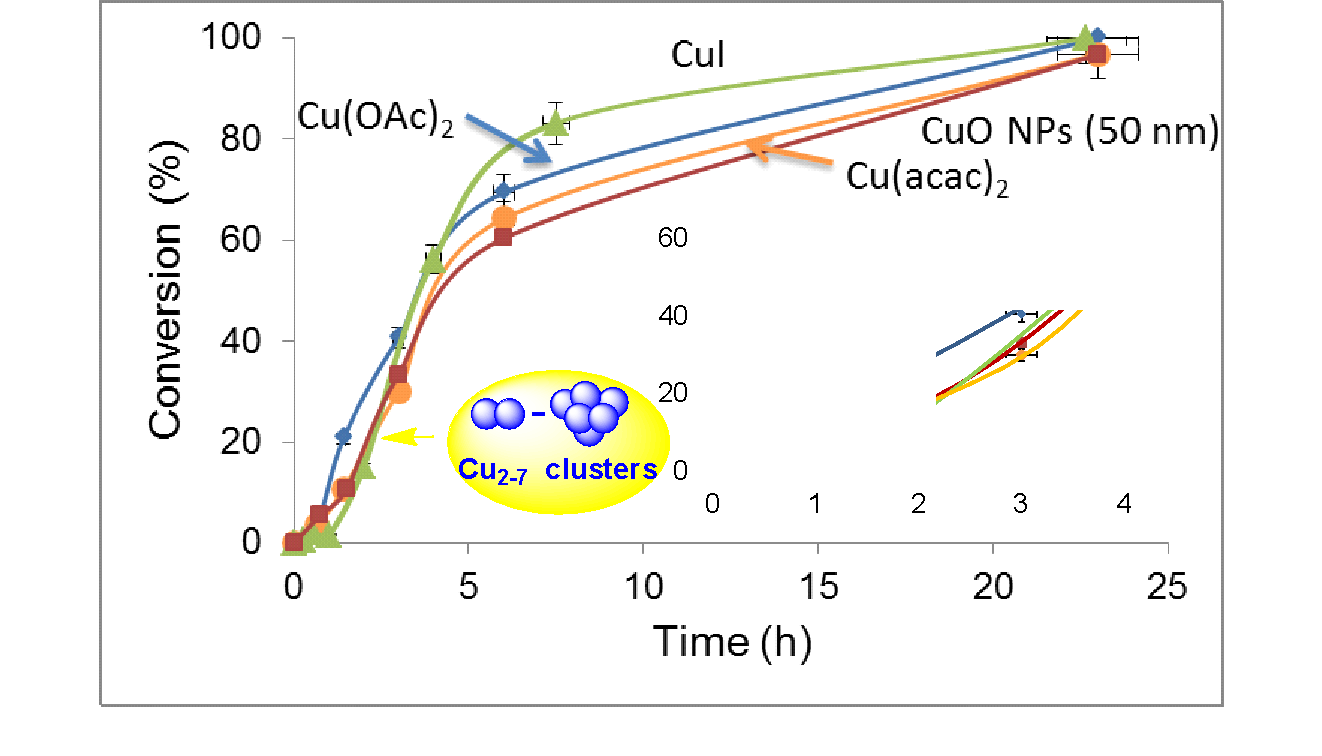 Conversion (%)
100
80
60
40
20
0
0 5 10 15 20 25
Time (h)
CuI
Cu(OAc)2
CuO NPs (50 nm)
Cu(acac)2
Cu2-7 clusters
60
40
20
0
0 1 2 3 4